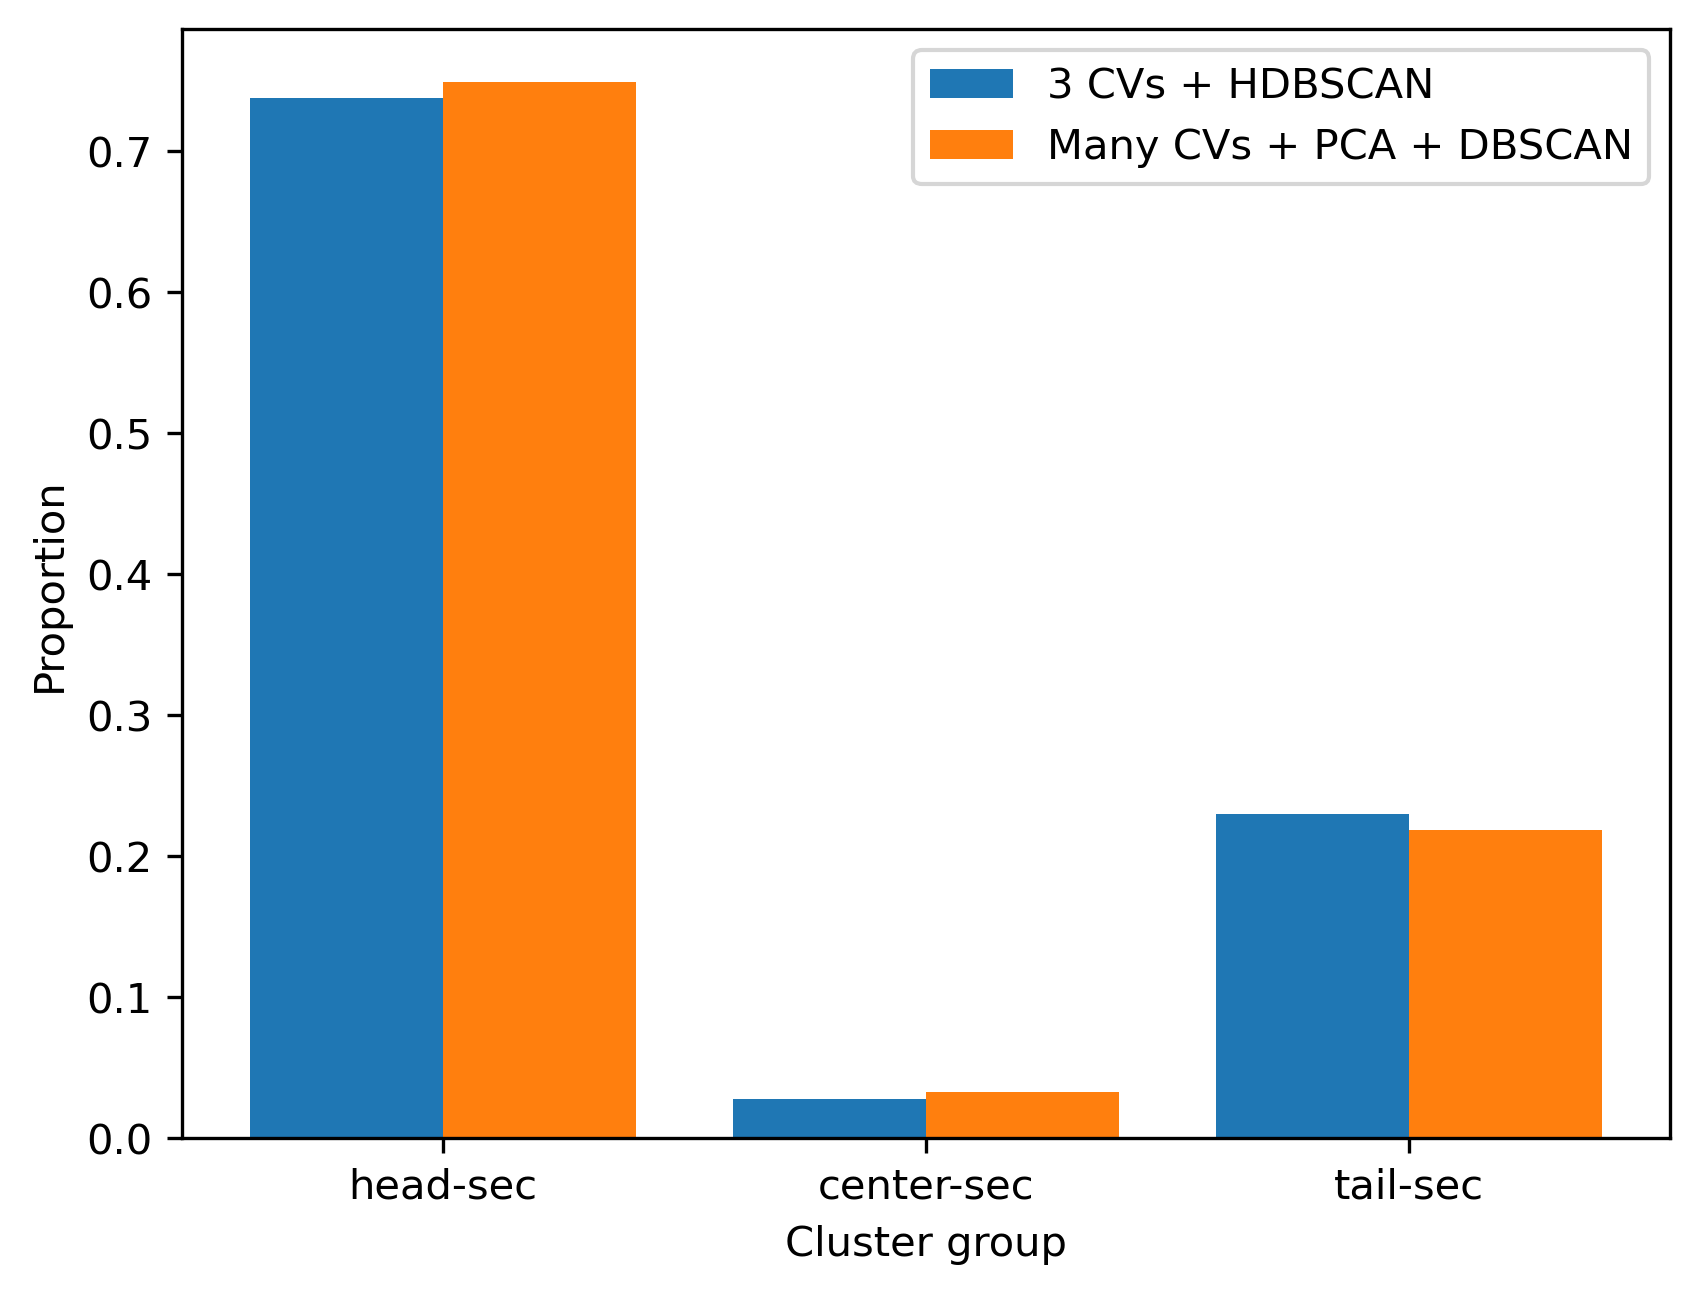 3 CVs + HDBSCAN
Many CVs + PCA + DBSCAN
0.7
0.6
0.5
0.4
0.3
0.2
0.1
0.0
Proportion
head-sec center-sec tail-sec
Cluster group